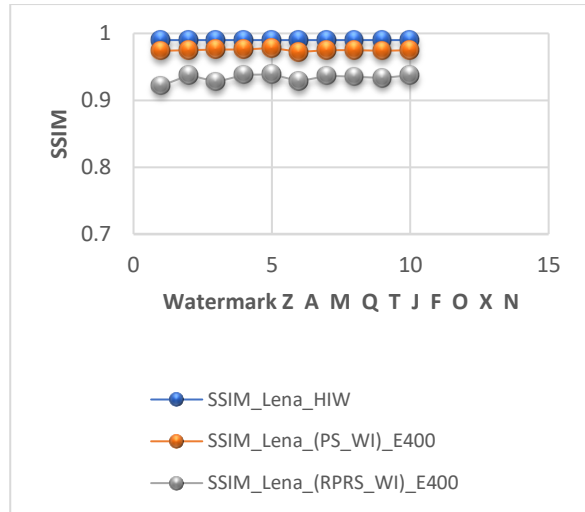 1
0.9
0.8
0.7
SSIM
0 5 10 15
Watermark Z A M Q T J F O X N
SSIM_Lena_HIW
SSIM_Lena_(PS_WI)_E400
SSIM_Lena_(RPRS_WI)_E400